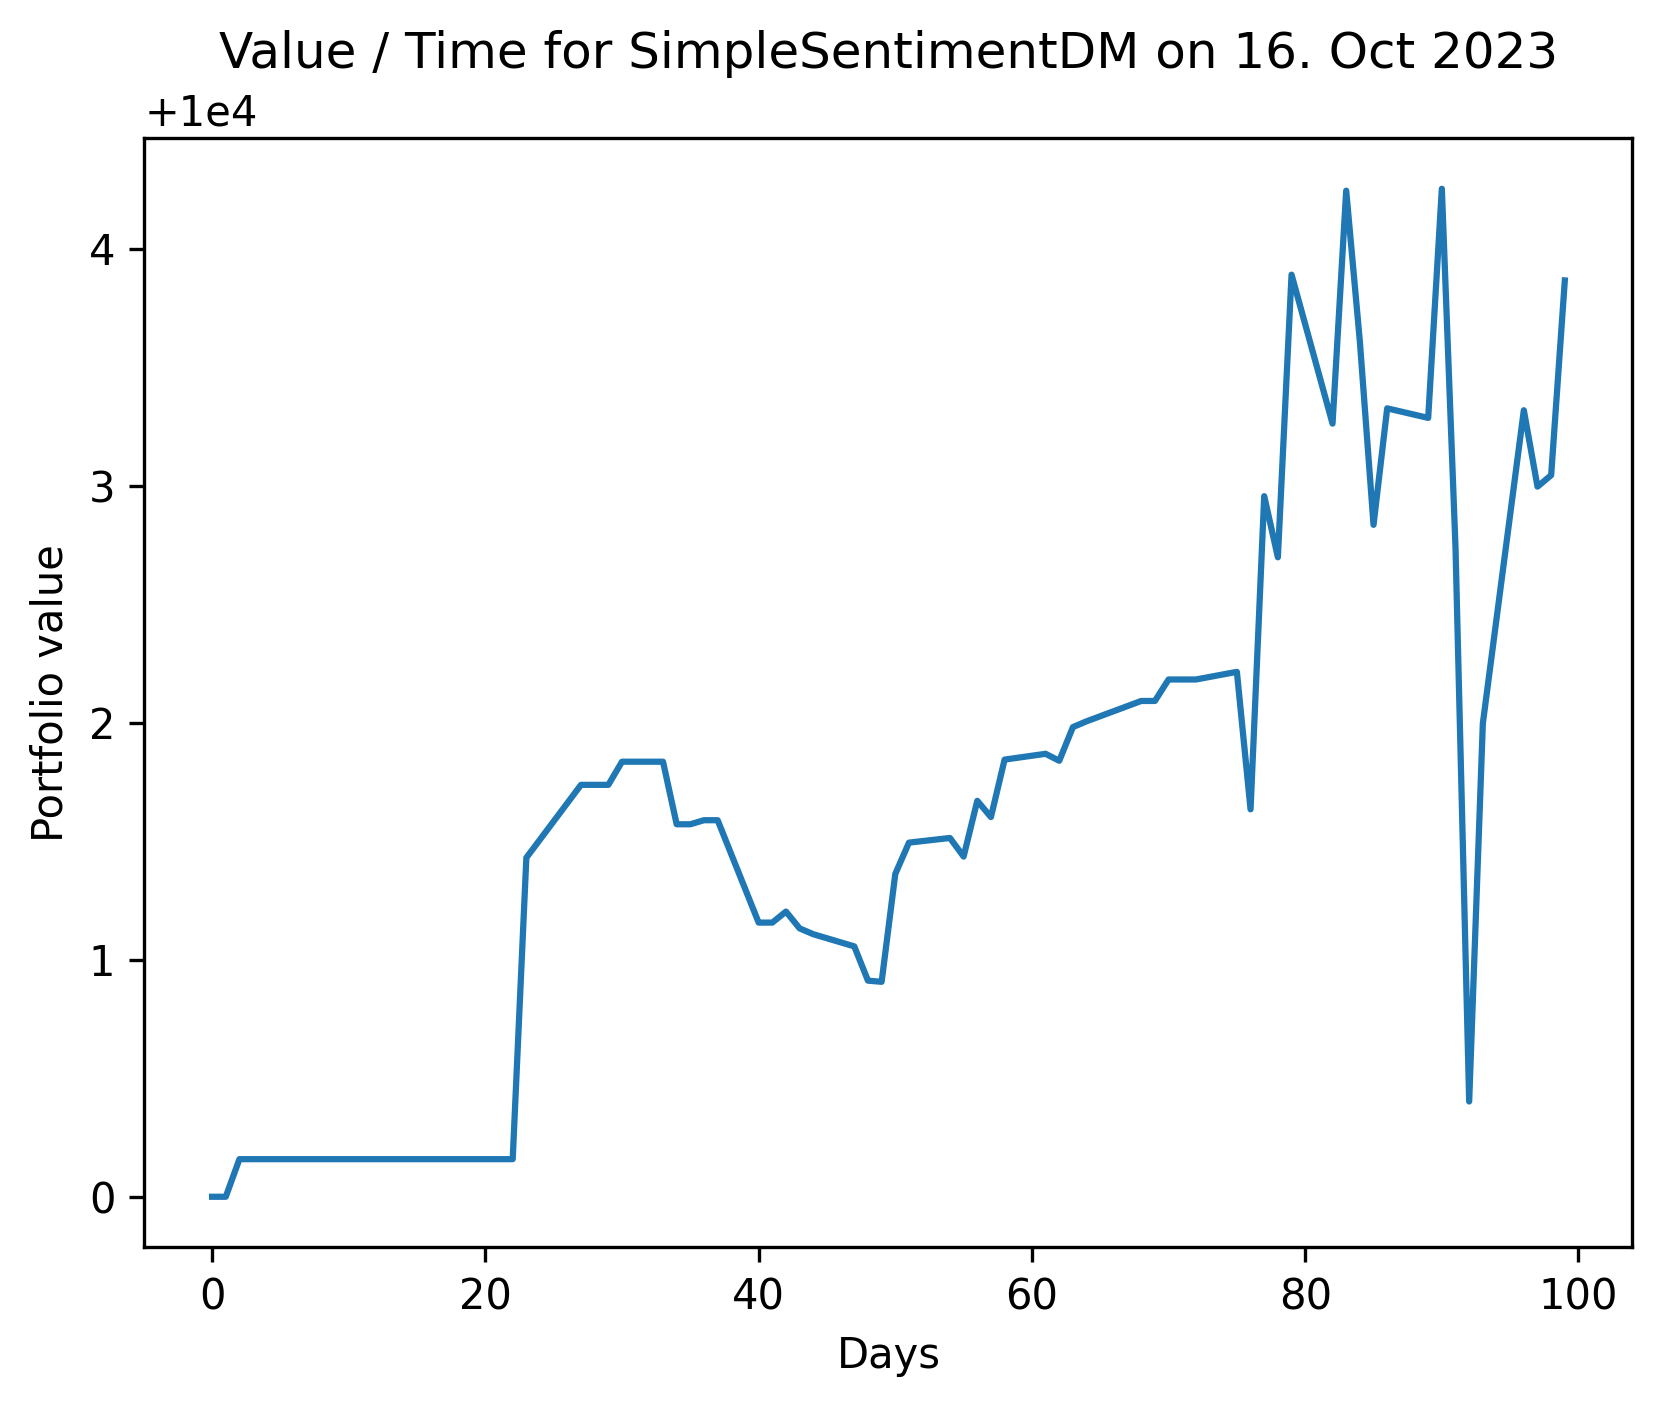 Value / Time for SimpleSentimentDM on 16. Oct 2023
+1e4
4
3
2
1
0
Portfolio value
0 20 40 60 80 100
Days